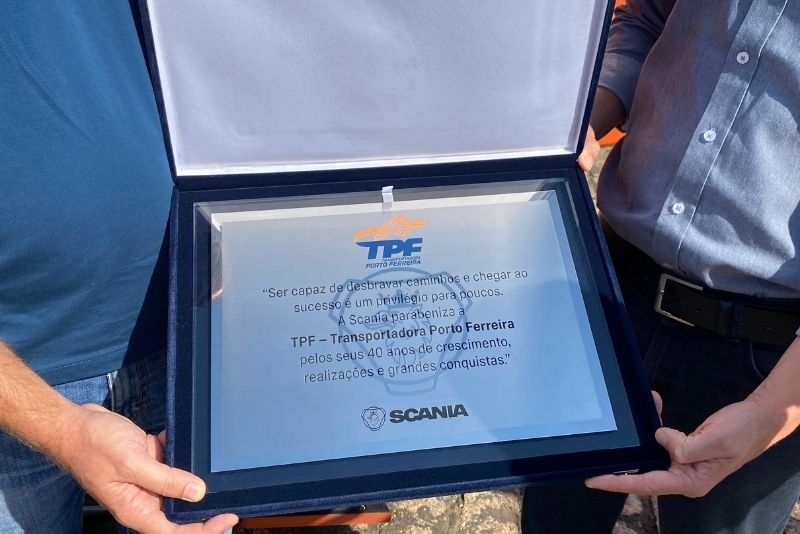 TPF
TRANSPORTADORA
PORTO FERREIRA
“Ser capaz de desbravar caminhos e chegar ao
sucesso é um privilégio para poucos.
A Scania parabeniza a
TPF – Transportadora Porto Ferreira
pelos seus 40 anos de crescimento,
realizações e grandes conquistas.”
SCANIA